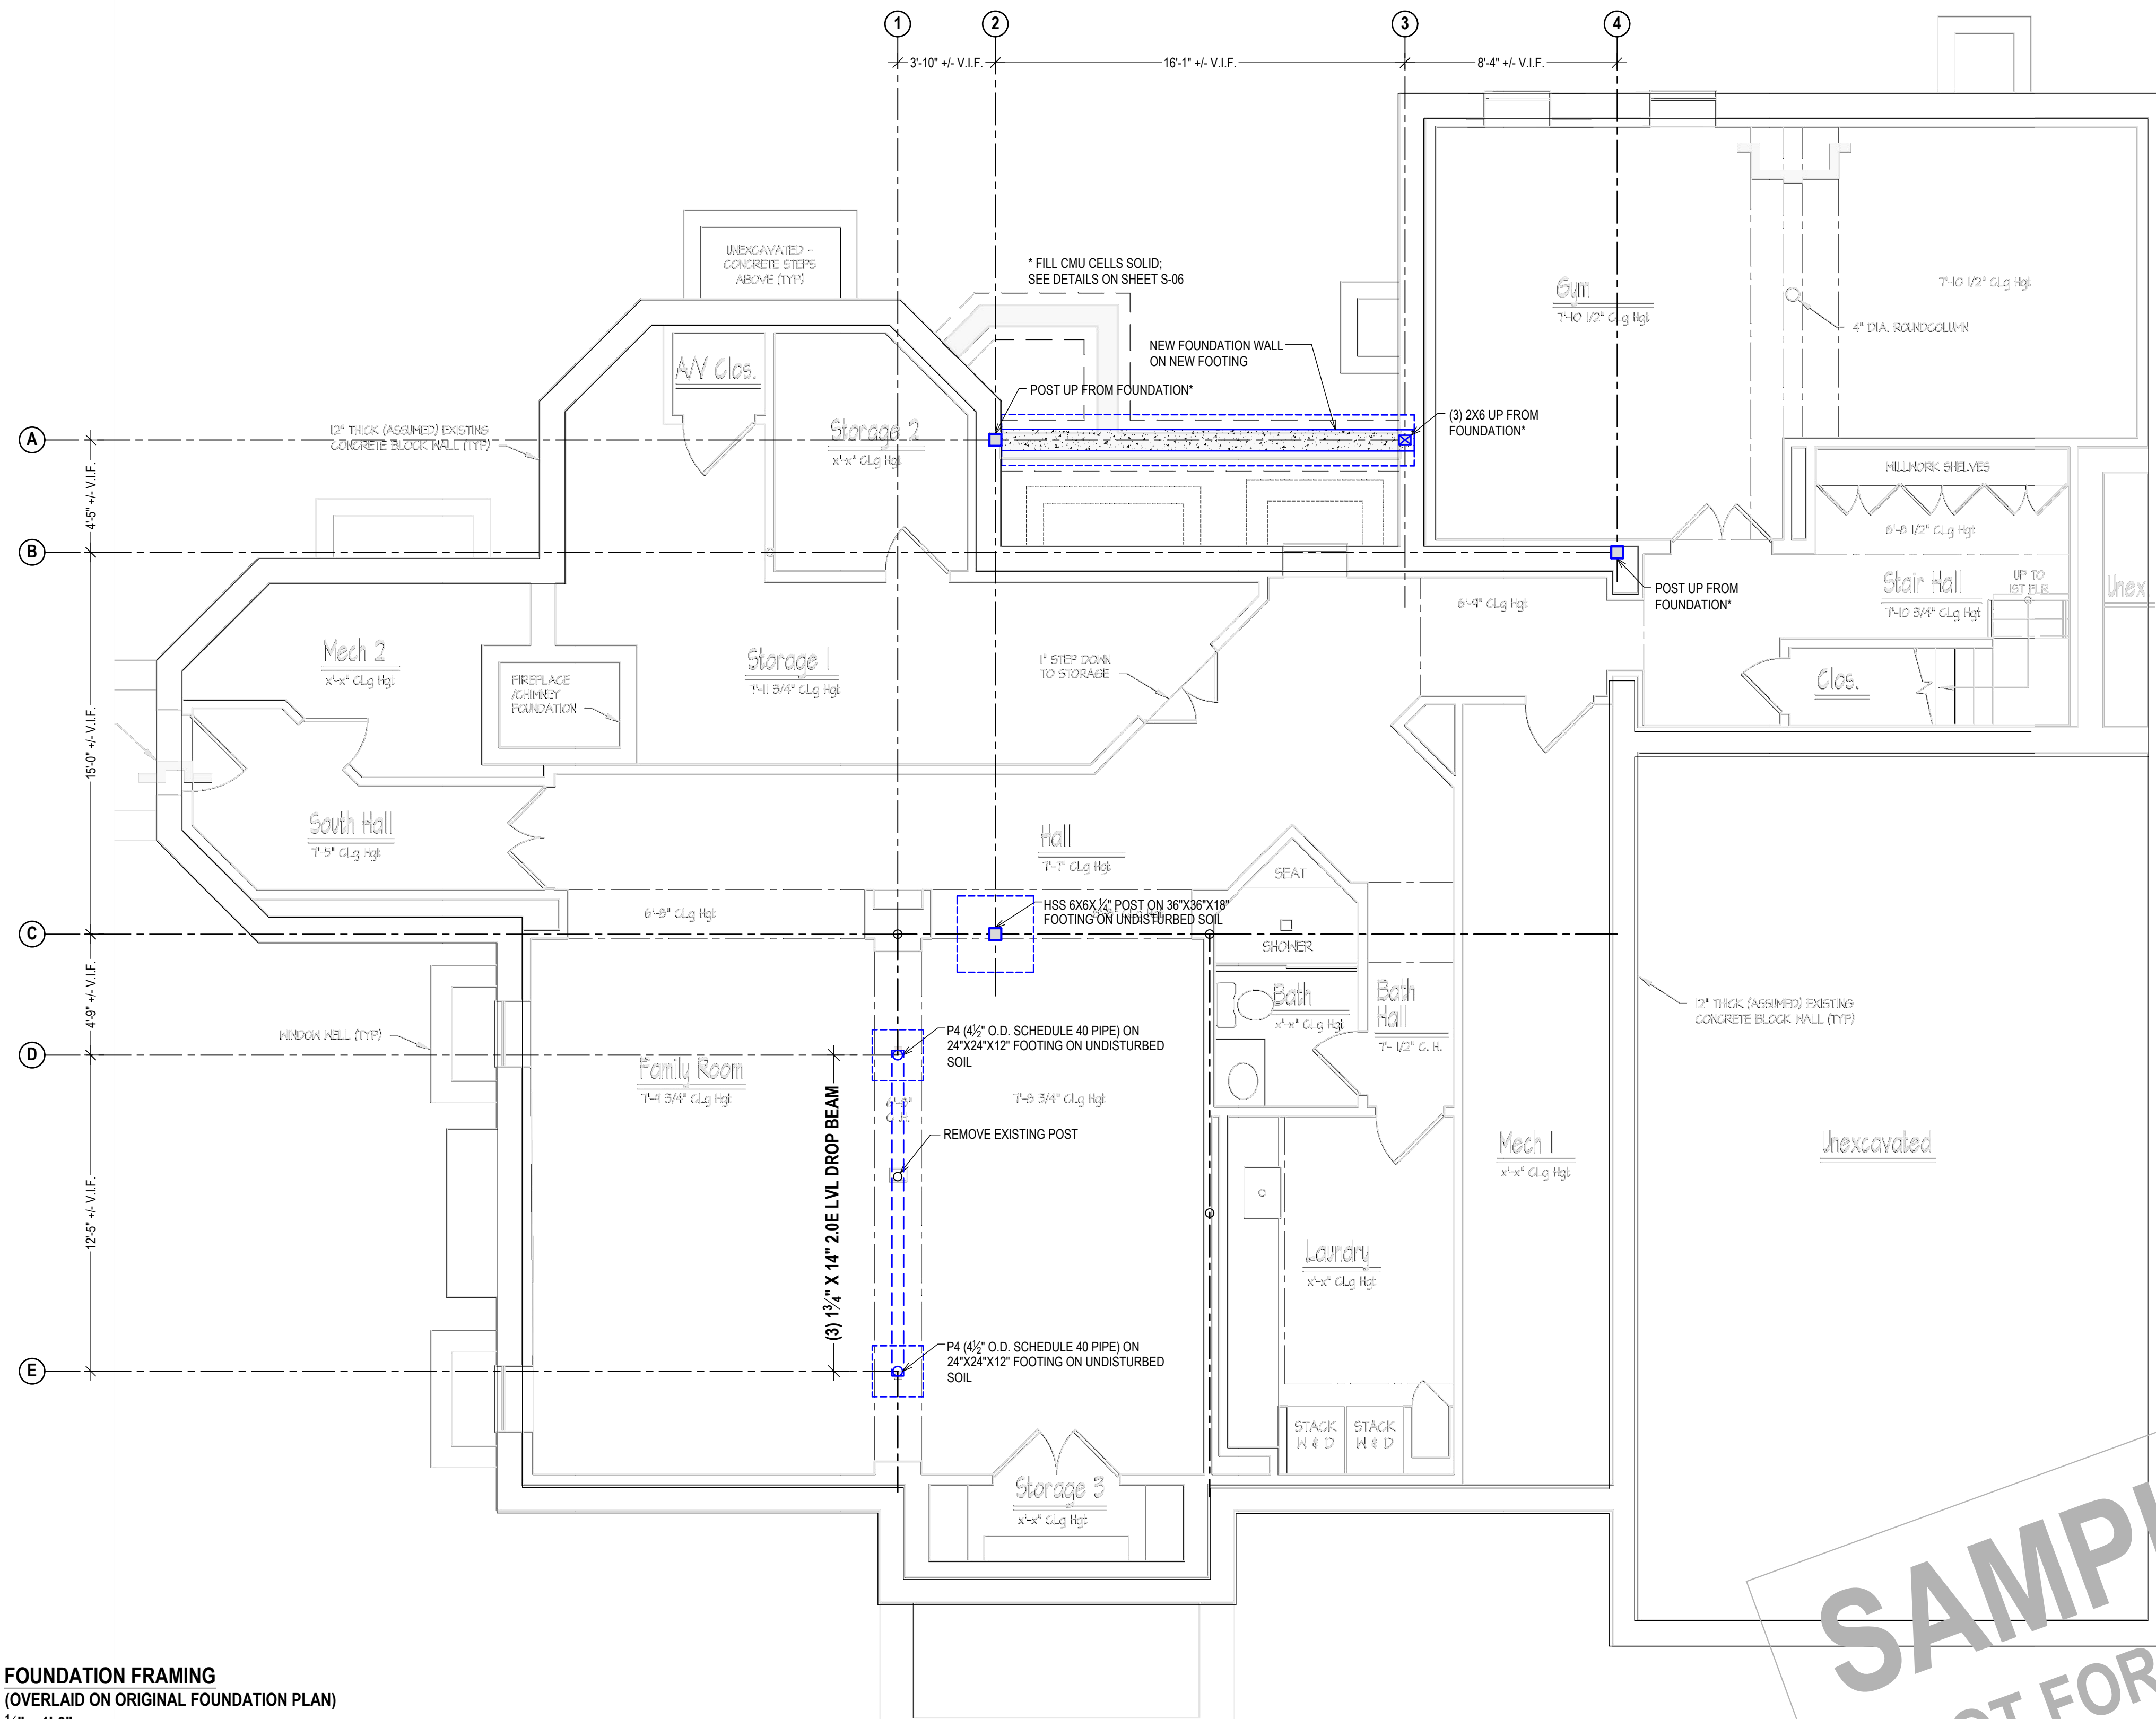 1
2
3
4
3'-10" +/- V.I.F.
16'-1" +/- V.I.F.
8'-4" +/- V.I.F.
UNEXCAVATED -
CONCRETE STEPS
ABOVE (TYP)
* FILL CMU CELLS SOLID;
SEE DETAILS ON SHEET S-06
Gym
7'-10 1/2" CLg Hgt
7'-10 1/2" CLg Hgt
4" DIA. ROUNDCOLUMN
NEW FOUNDATION WALL
ON NEW FOOTING
A/V Clos.
POST UP FROM FOUNDATION*
(3) 2X6 UP FROM
FOUNDATION*
12" THICK (ASSUMED) EXISTING
CONCRETE BLOCK WALL (TYP)
Storage 2
x'-x" CLg Hgt
A
4'-5" +/- V.I.F.
MILLWORK SHELVES
6'-8 1/2" CLg Hgt
B
Stair Hall
7'-10 3/4" CLg Hgt
UP TO
1ST FLR
Unex
POST UP FROM
FOUNDATION*
6'-9" CLg Hgt
Mech 2
x'-x" CLg Hgt
FIREPLACE
/CHIMNEY
FOUNDATION
Storage 1
7'-11 3/4" CLg Hgt
1" STEP DOWN
TO STORAGE
Clos.
15'-0" +/- V.I.F.
South Hall
7'-5" CLg Hgt
Hall
7'-7" CLg Hgt
SEAT
6'-8" CLg Hgt
HSS 6X6X ¼" POST ON 36"X36"X18"
FOOTING ON UNDISTURBED SOIL
C
SHOWER
4'-9" +/- V.I.F.
Bath
x'-x" CLg Hgt
Bath
Hall
7'- 1/2" C. H.
12" THICK (ASSUMED) EXISTING
CONCRETE BLOCK WALL (TYP)
WINDOW WELL (TYP)
P4 (4½" O.D. SCHEDULE 40 PIPE) ON
24"X24"X12" FOOTING ON UNDISTURBED
SOIL
D
Family Room
7'-9 3/4" CLg Hgt
6'-8"
7'-8 3/4" CLg Hgt
REMOVE EXISTING POST
(3) 1¾" X 14" 2.0E LVL DROP BEAM
12'-5" +/- V.I.F.
Mech 1
x'-x" CLg Hgt
Unexcavated
Laundry
x'-x" CLg Hgt
P4 (4½" O.D. SCHEDULE 40 PIPE) ON
24"X24"X12" FOOTING ON UNDISTURBED
SOIL
E
STACK
W & D
STACK
W & D
Storage 3
x'-x" CLg Hgt
FOUNDATION FRAMING
(OVERLAID ON ORIGINAL FOUNDATION PLAN)
SAMPL
FOR